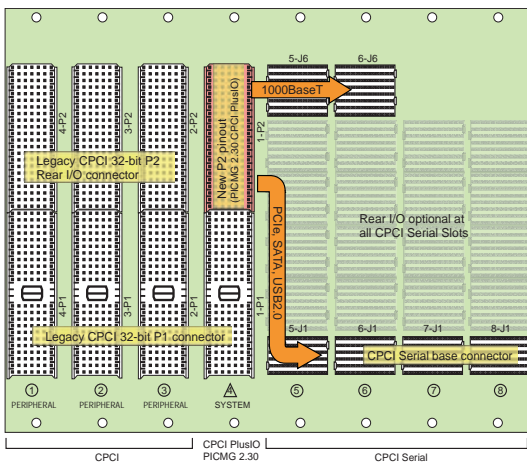 5-J6
6-J6
1000BaseT
4-P2
3-P2
2-P2
1-P2
New P2 pinout
(PICMG 2.30 CPCI PlusIO)
Legacy CPCI 32-bit P2
Rear I/O connector
PCIe, SATA, USB2.0
Rear I/O optional at
all CPCI Serial Slots
4-P1
3-P1
2-P1
1-P1
Legacy CPCI 32-bit P1 connector
5-J1
6-J1
7-J1
8-J1
CPCI Serial base connector
1
2
3
4
5
6
7
8
PERIPHERAL
PERIPHERAL
PERIPHERAL
SYSTEM
CPCI
CPCI PlusIO
PICMG 2.30
CPCI Serial